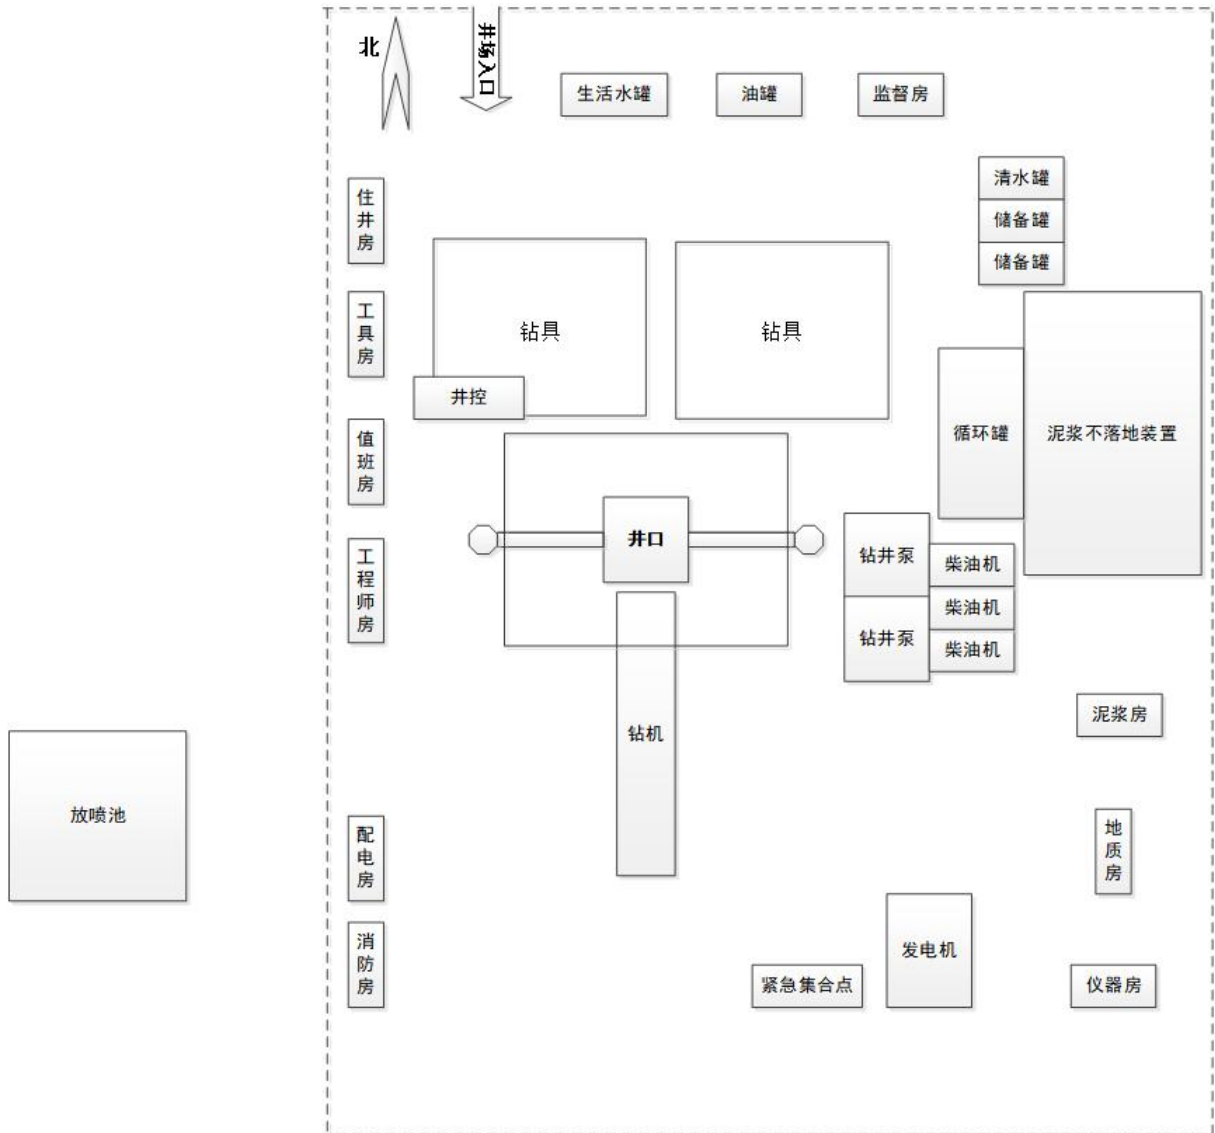 北
井场入口
生活水罐
油罐
监督房
清水罐
储备罐
储备罐
住井房
工具房
钻具
钻具
井控
值班房
循环罐
泥浆不落地装置
井口
工程师房
钻井泵
柴油机
柴油机
钻井泵
柴油机
泥浆房
钻机
放喷池
配电房
地质房
消防房
发电机
紧急集合点
仪器房